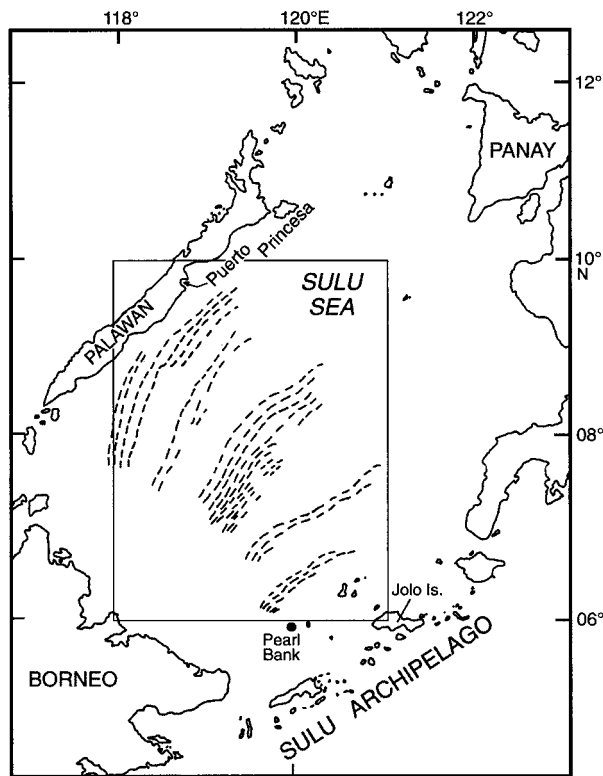 118°
120°E
122°
12°
PANAY
Puerto Princesa
10°
N
SULU
SEA
PALAWAN
08°
Jolo Is.
06°
Pearl
Bank
BORNEO
SULU ARCHIPELAGO